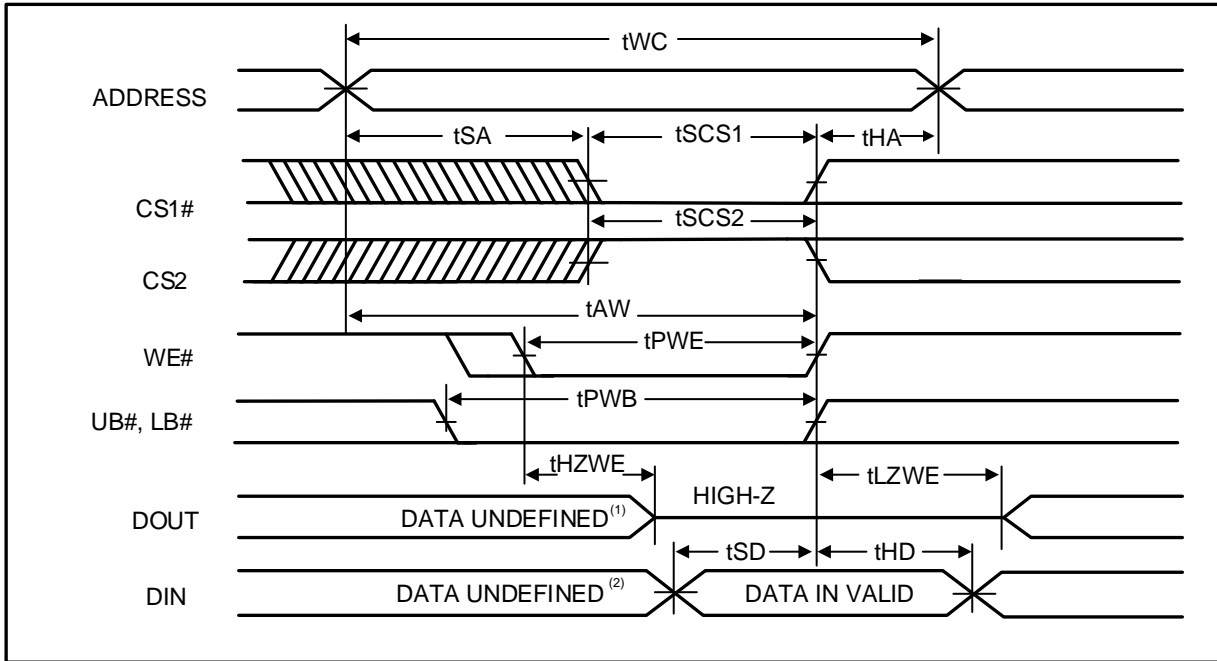 tWC
ADDRESS
tSA
tSCS1
tHA
CS1#
tSCS2
CS2
tAW
WE#
tPWE
tPWB
UB#, LB#
tHZWE
tLZWE
HIGH-Z
DOUT
DATA UNDEFINED(1)
tSD
tHD
DIN
DATA UNDEFINED (2)
DATA IN VALID